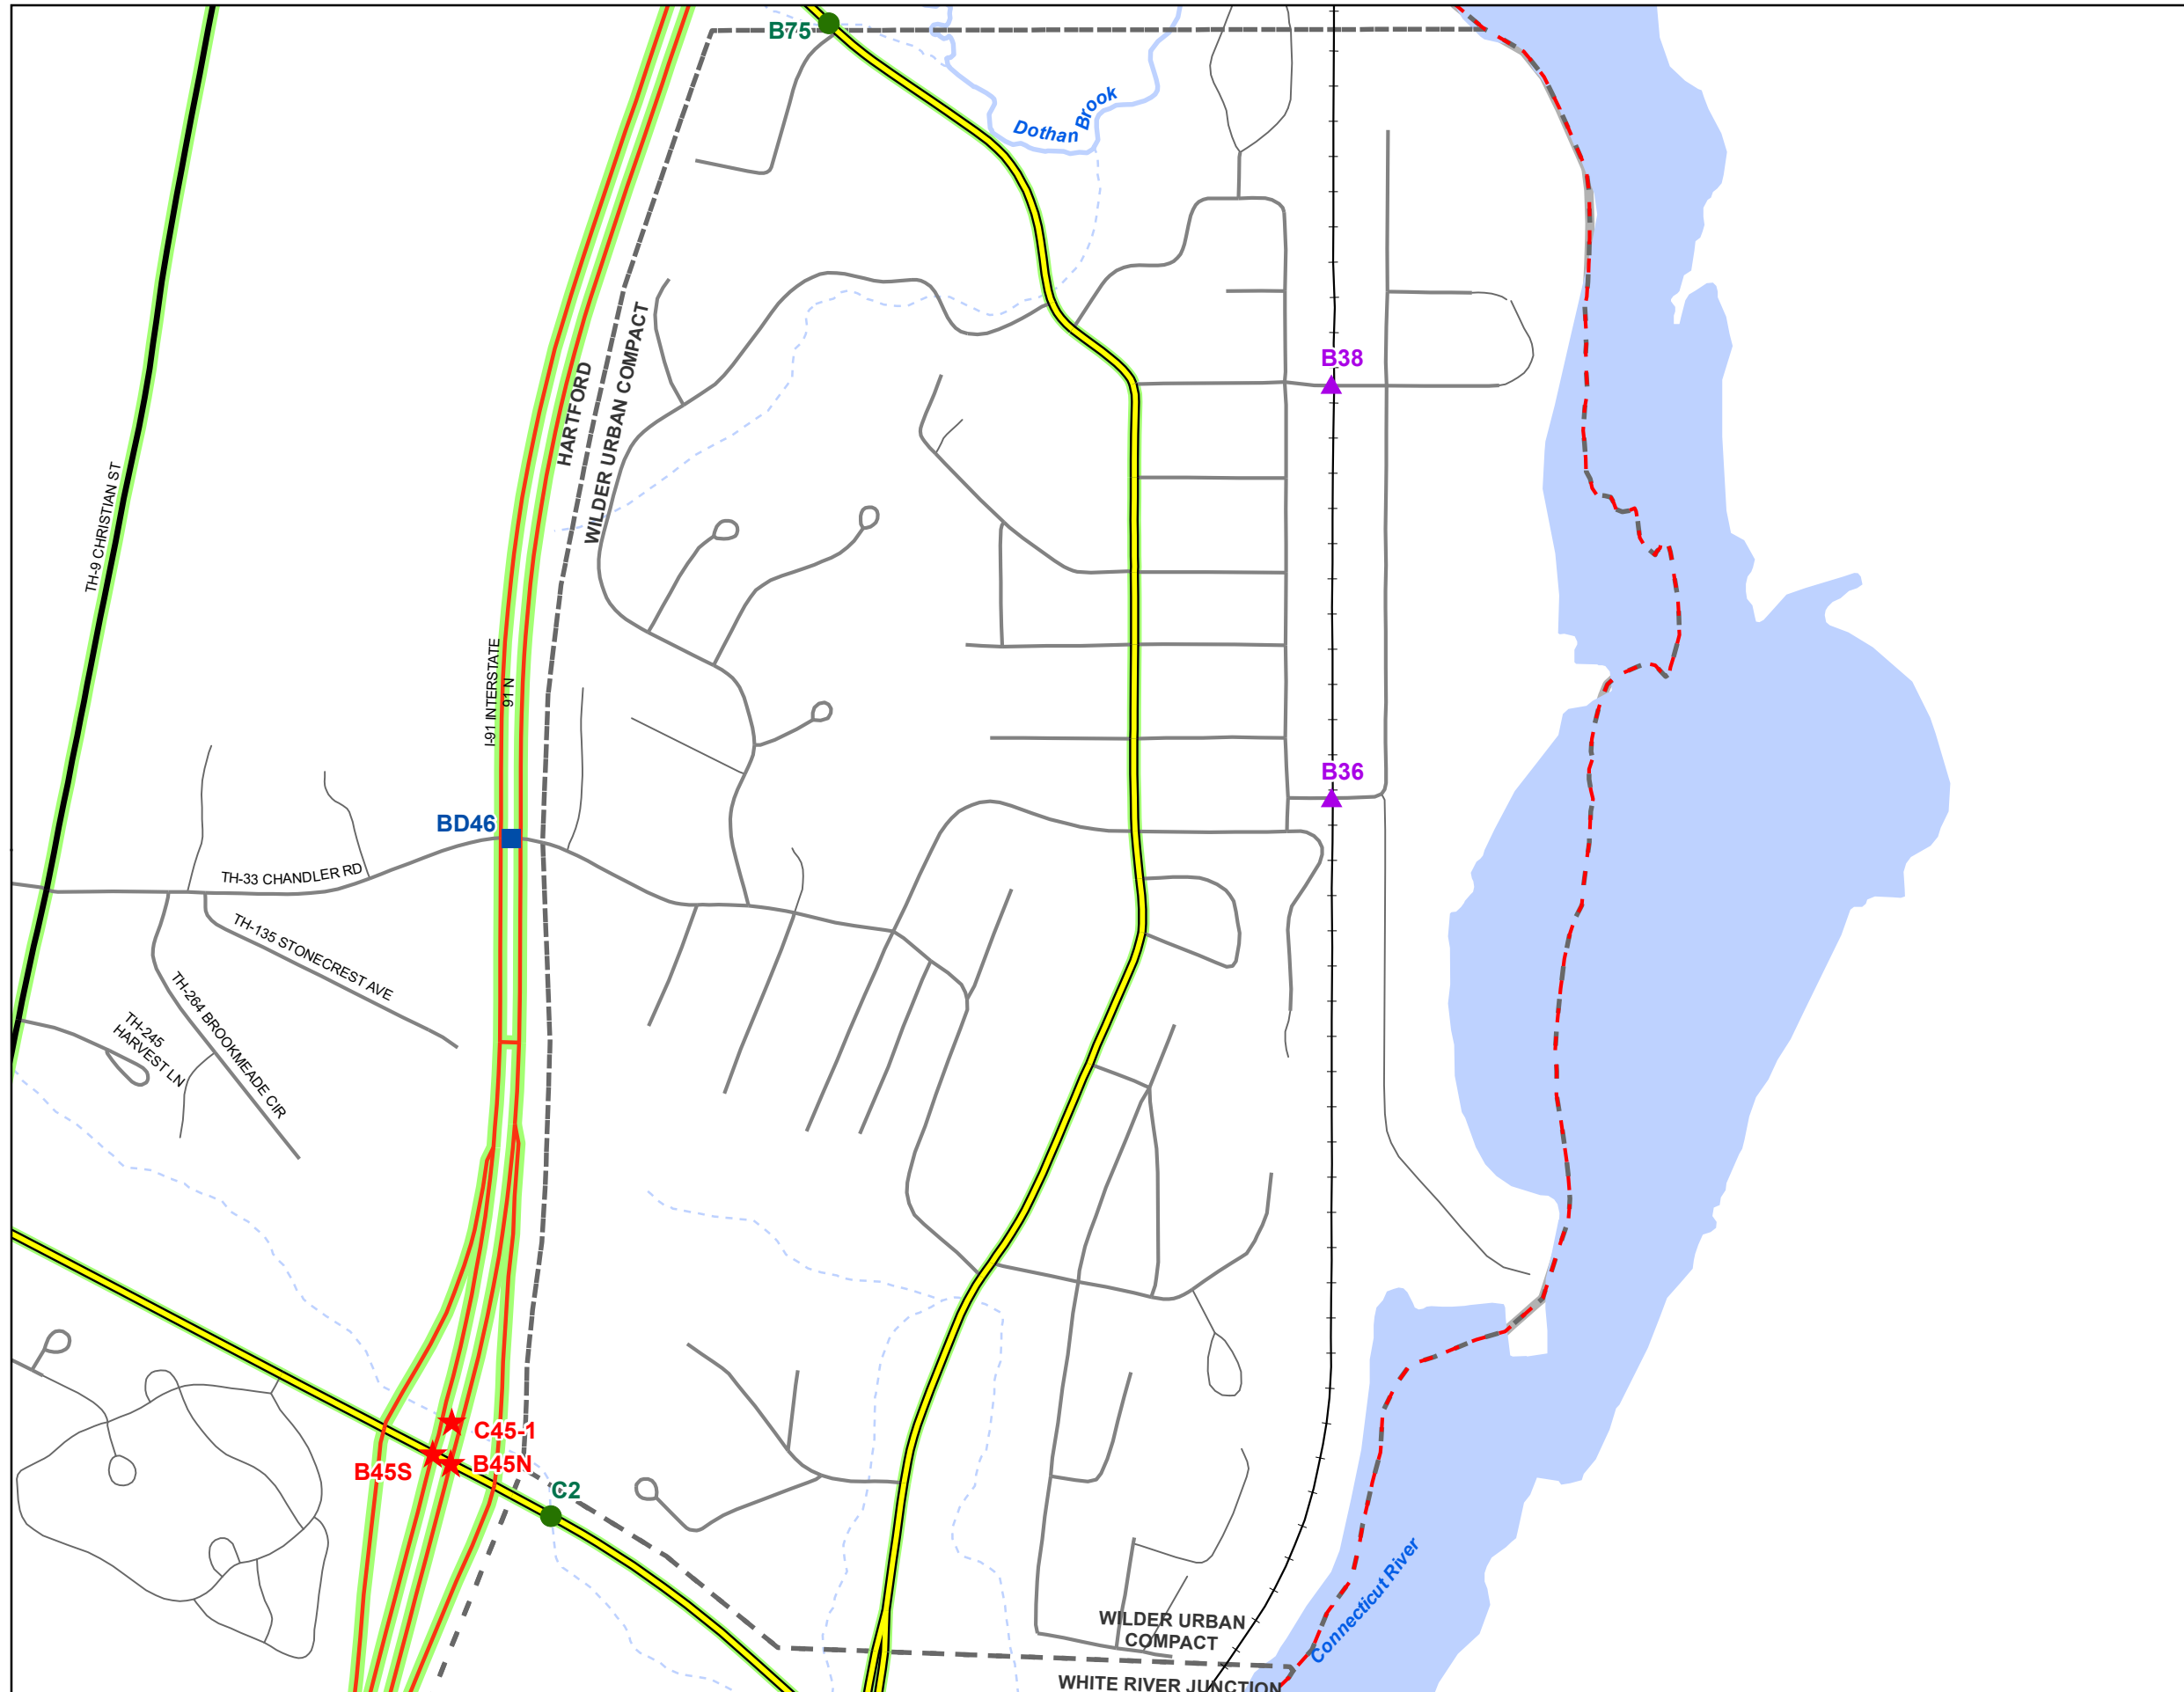 B75
Dothan Brook
B38
HARTFORD
WILDER URBAN COMPACT
TH-9 CHRISTIAN ST
I-91 INTERSTATE
91 N
B36
BD46
TH-33 CHANDLER RD
TH-135 STONECREST AVE
TH-264 BROOKMEADE CIR
TH-245
HARVEST LN
C45-1
B45S
B45N
C2
Connecticut River
WILDER URBAN
COMPACT
WHITE RIVER JUNCTION